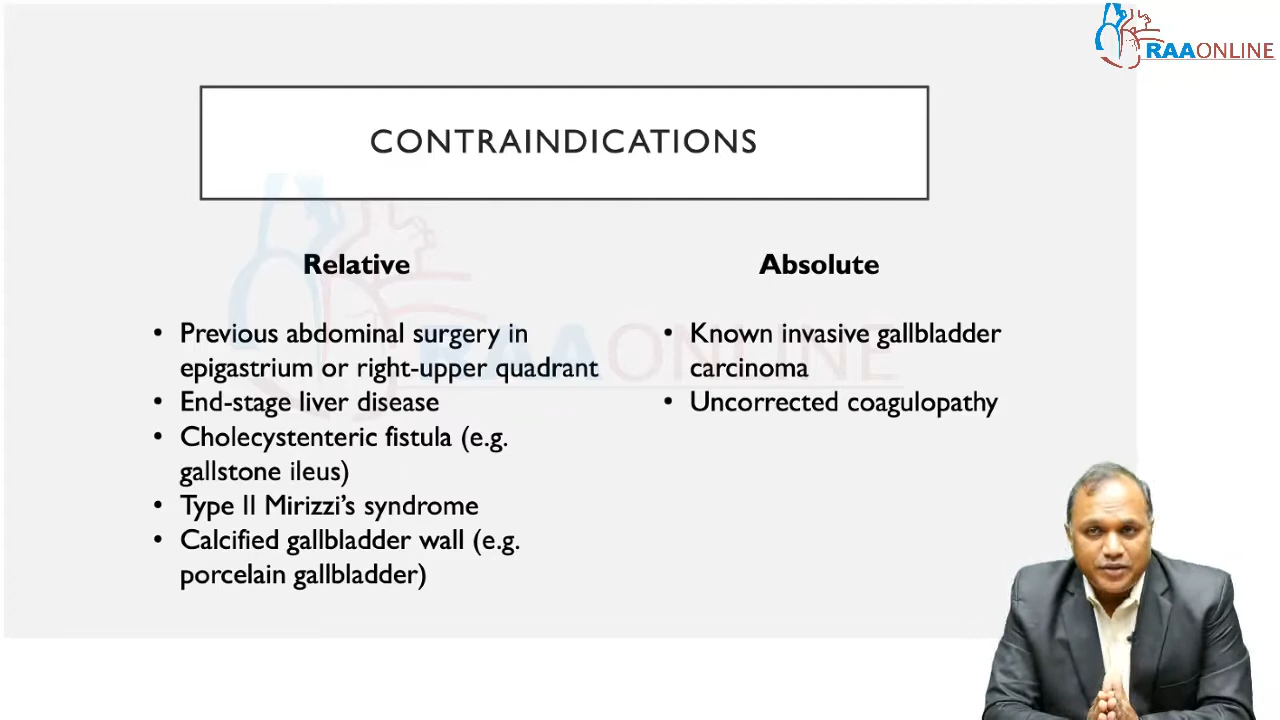 RAAONLINE
CONTRAINDICATIONS
Relative
• Previous abdominal surgery in
epigastrium or right-upper quadrant
• End-stage liver disease
• Cholecystenteric fistula (e.g.
gallstone ileus)
• Type II Mirizzi's syndrome
• Calcified gallbladder wall (e.g.
porcelain gallbladder)
Absolute
• Known invasive gallbladder
carcinoma
• Uncorrected coagulopathy
RAAONLINE